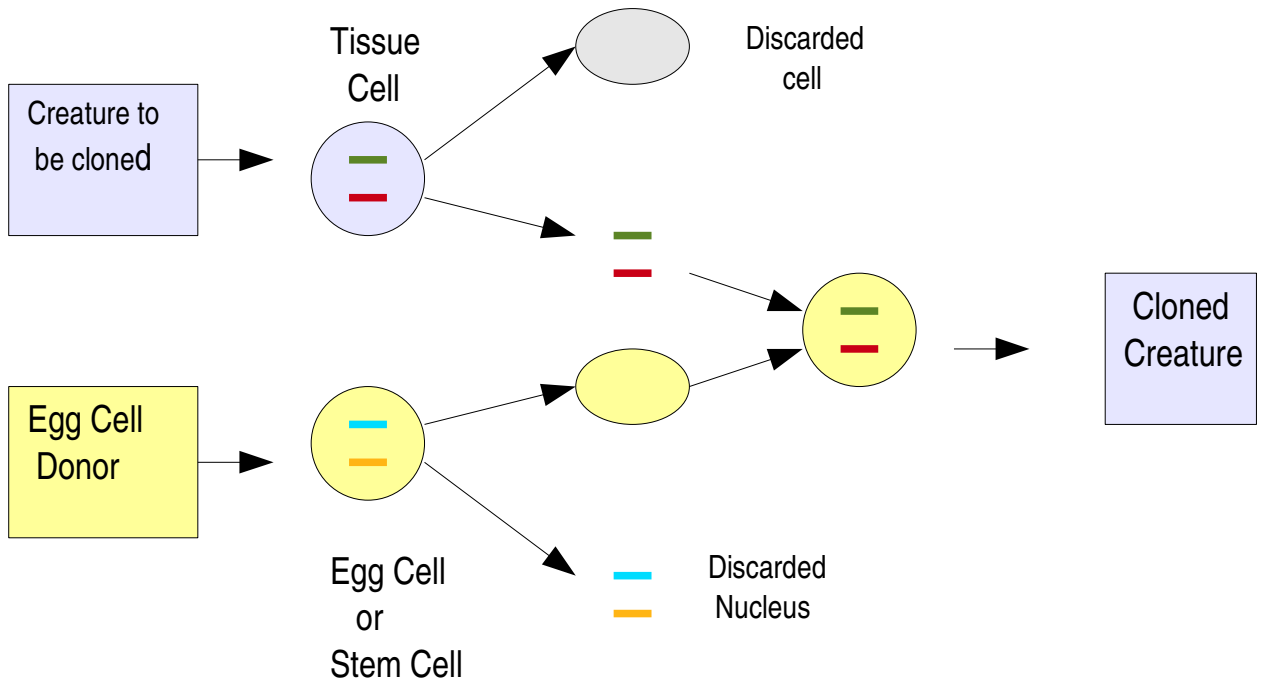 Tissue
Cell
Discarded
cell
Creature to
be cloned
Cloned
Creature
Egg Cell
Donor
Egg Cell
or
Stem Cell
Discarded
Nucleus